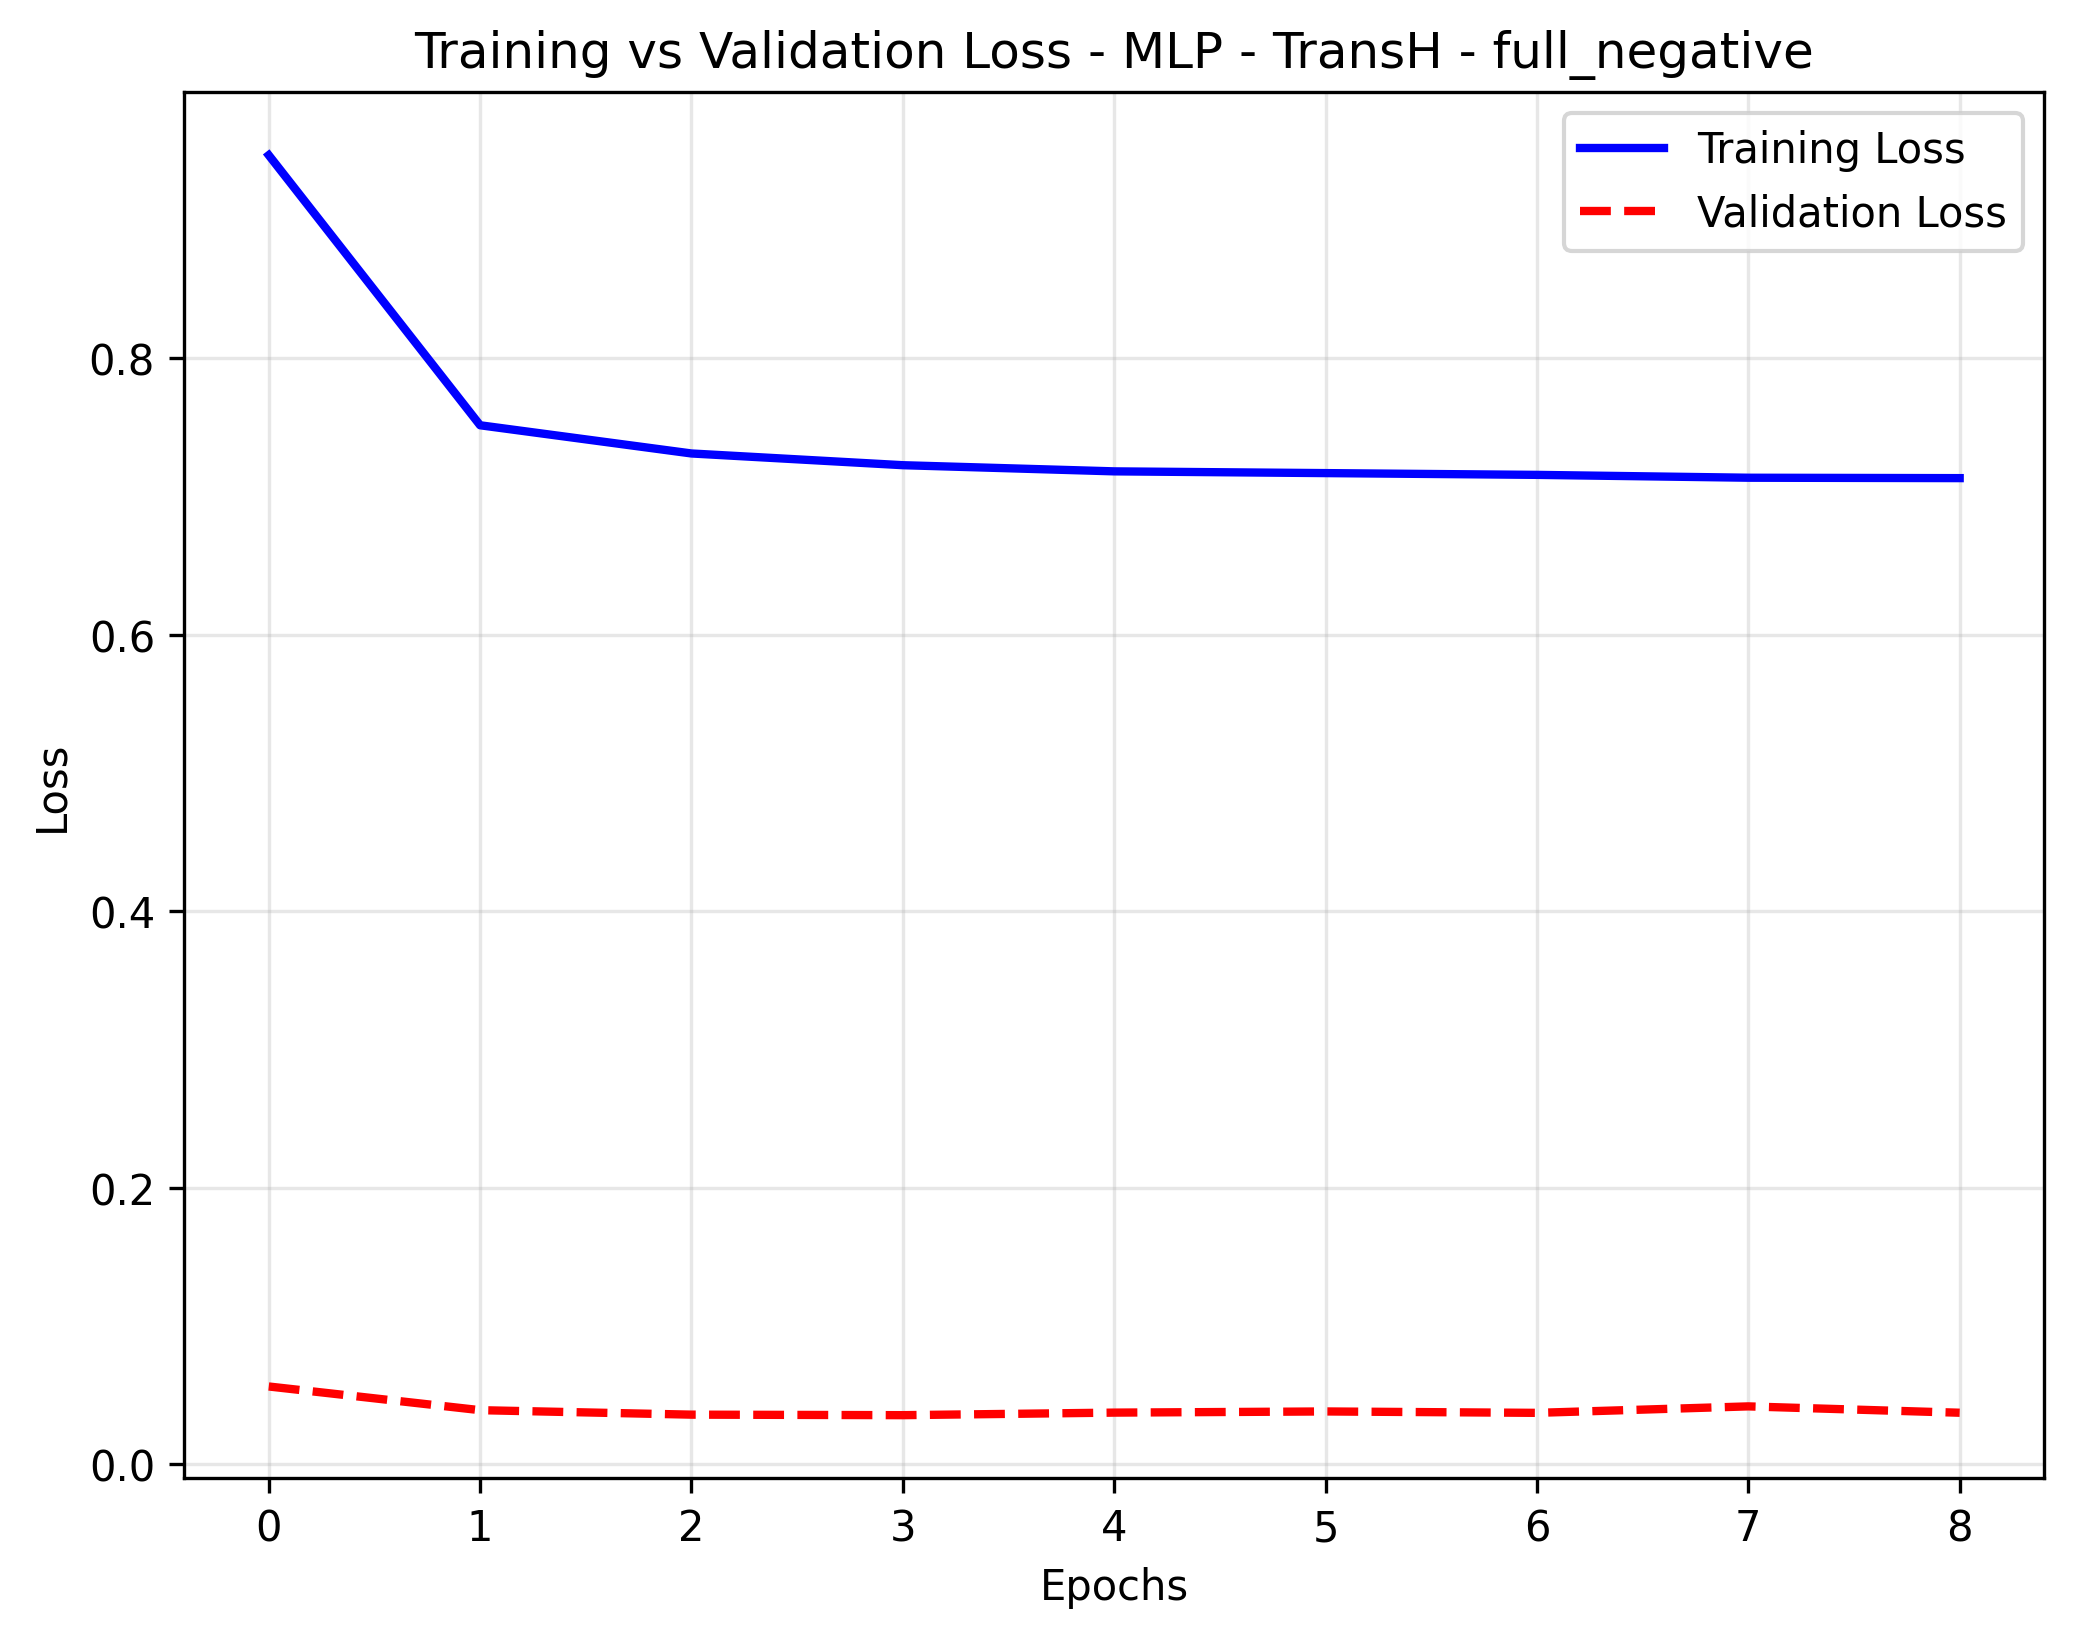 Training vs Validation Loss - MLP - TransH - full_negative
Training Loss
Validation Loss
0.8
0.6
0.4
0.2
0.0
Loss
0 1 2 3 4 5 6 7 8
Epochs